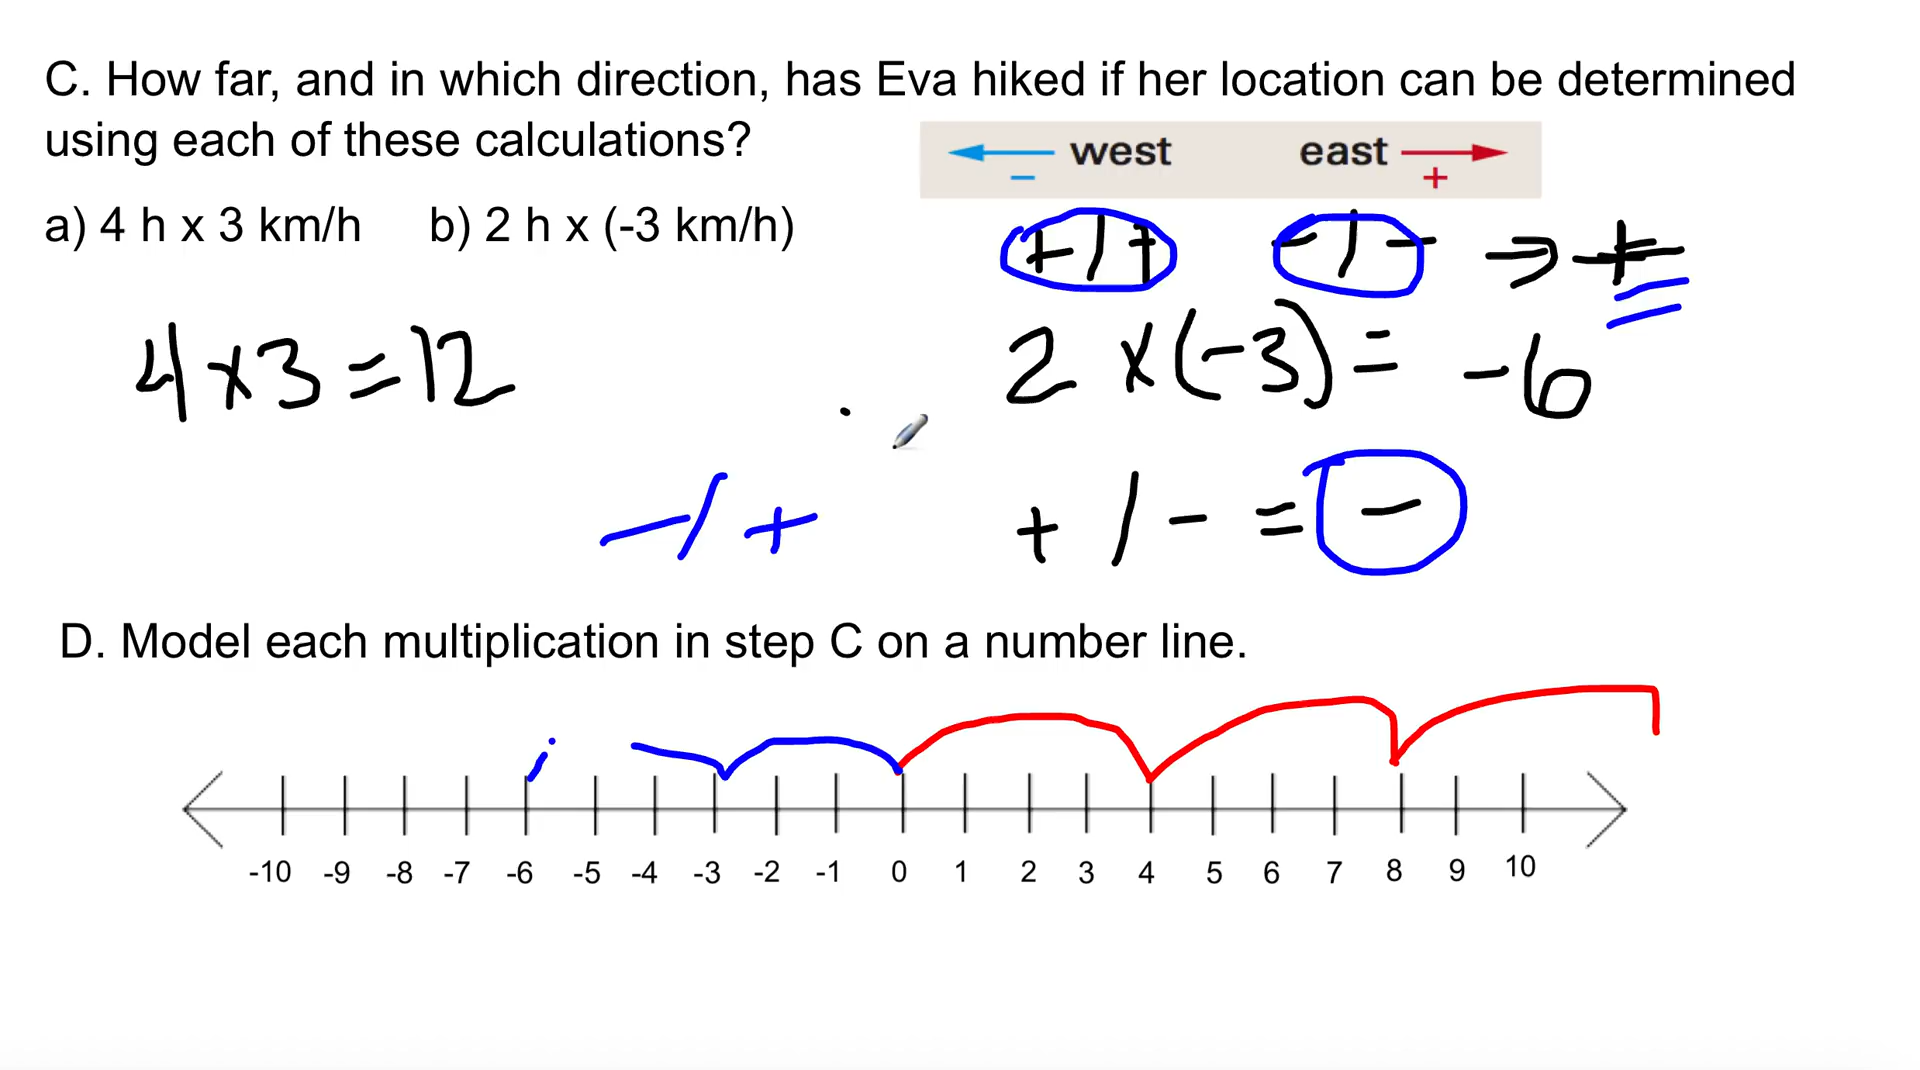 C. How far, and in which direction, has Eva hiked if her location can be determined
using each of these calculations?
← west east →
− +
a) 4 h x 3 km/h b) 2 h x (-3 km/h)
+/+ -/- → +
4 x 3 = 12
2 x (-3) = -6
-/+
+ / - = -
D. Model each multiplication in step C on a number line.
-10 -9 -8 -7 -6 -5 -4 -3 -2 -1 0 1 2 3 4 5 6 7 8 9 10